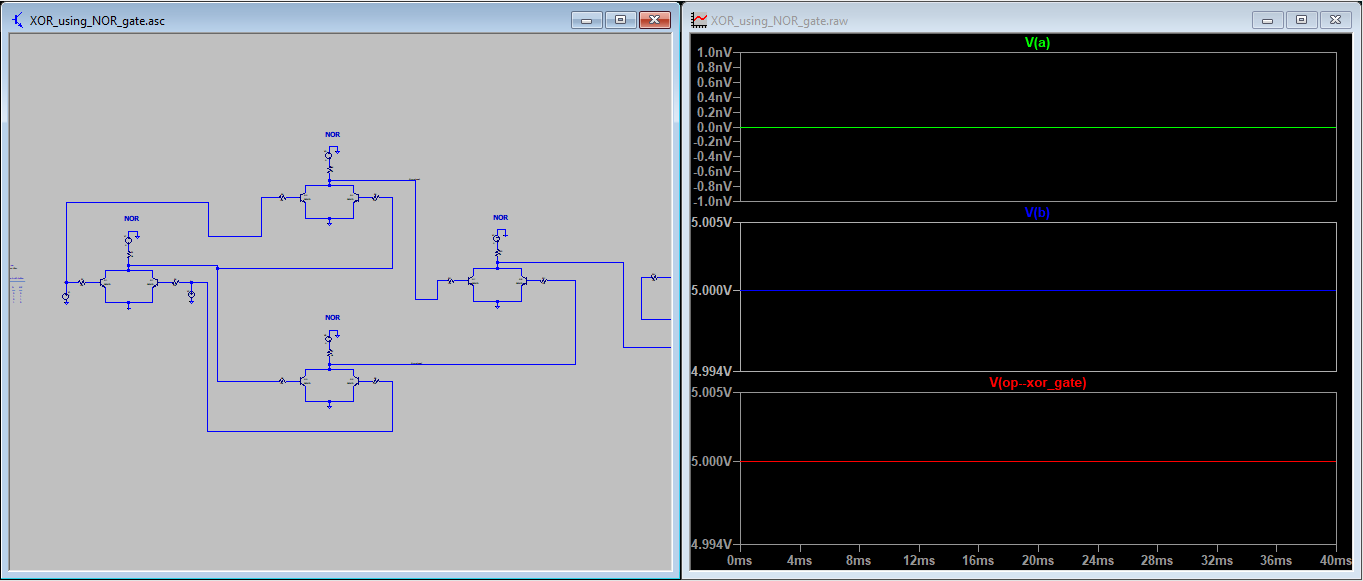 XOR_using_NOR_gate.asc
NOR
NOR
NOR
NOR
XOR_using_NOR_gate.raw
V(a)
1.0nV
0.8nV
0.6nV
0.4nV
0.2nV
0.0nV
-0.2nV
-0.4nV
-0.6nV
-0.8nV
-1.0nV
V(b)
5.005V
5.000V
4.994V
V(op--xor_gate)
5.005V
5.000V
4.994V
0ms 4ms 8ms 12ms 16ms 20ms 24ms 28ms 32ms 36ms 40ms